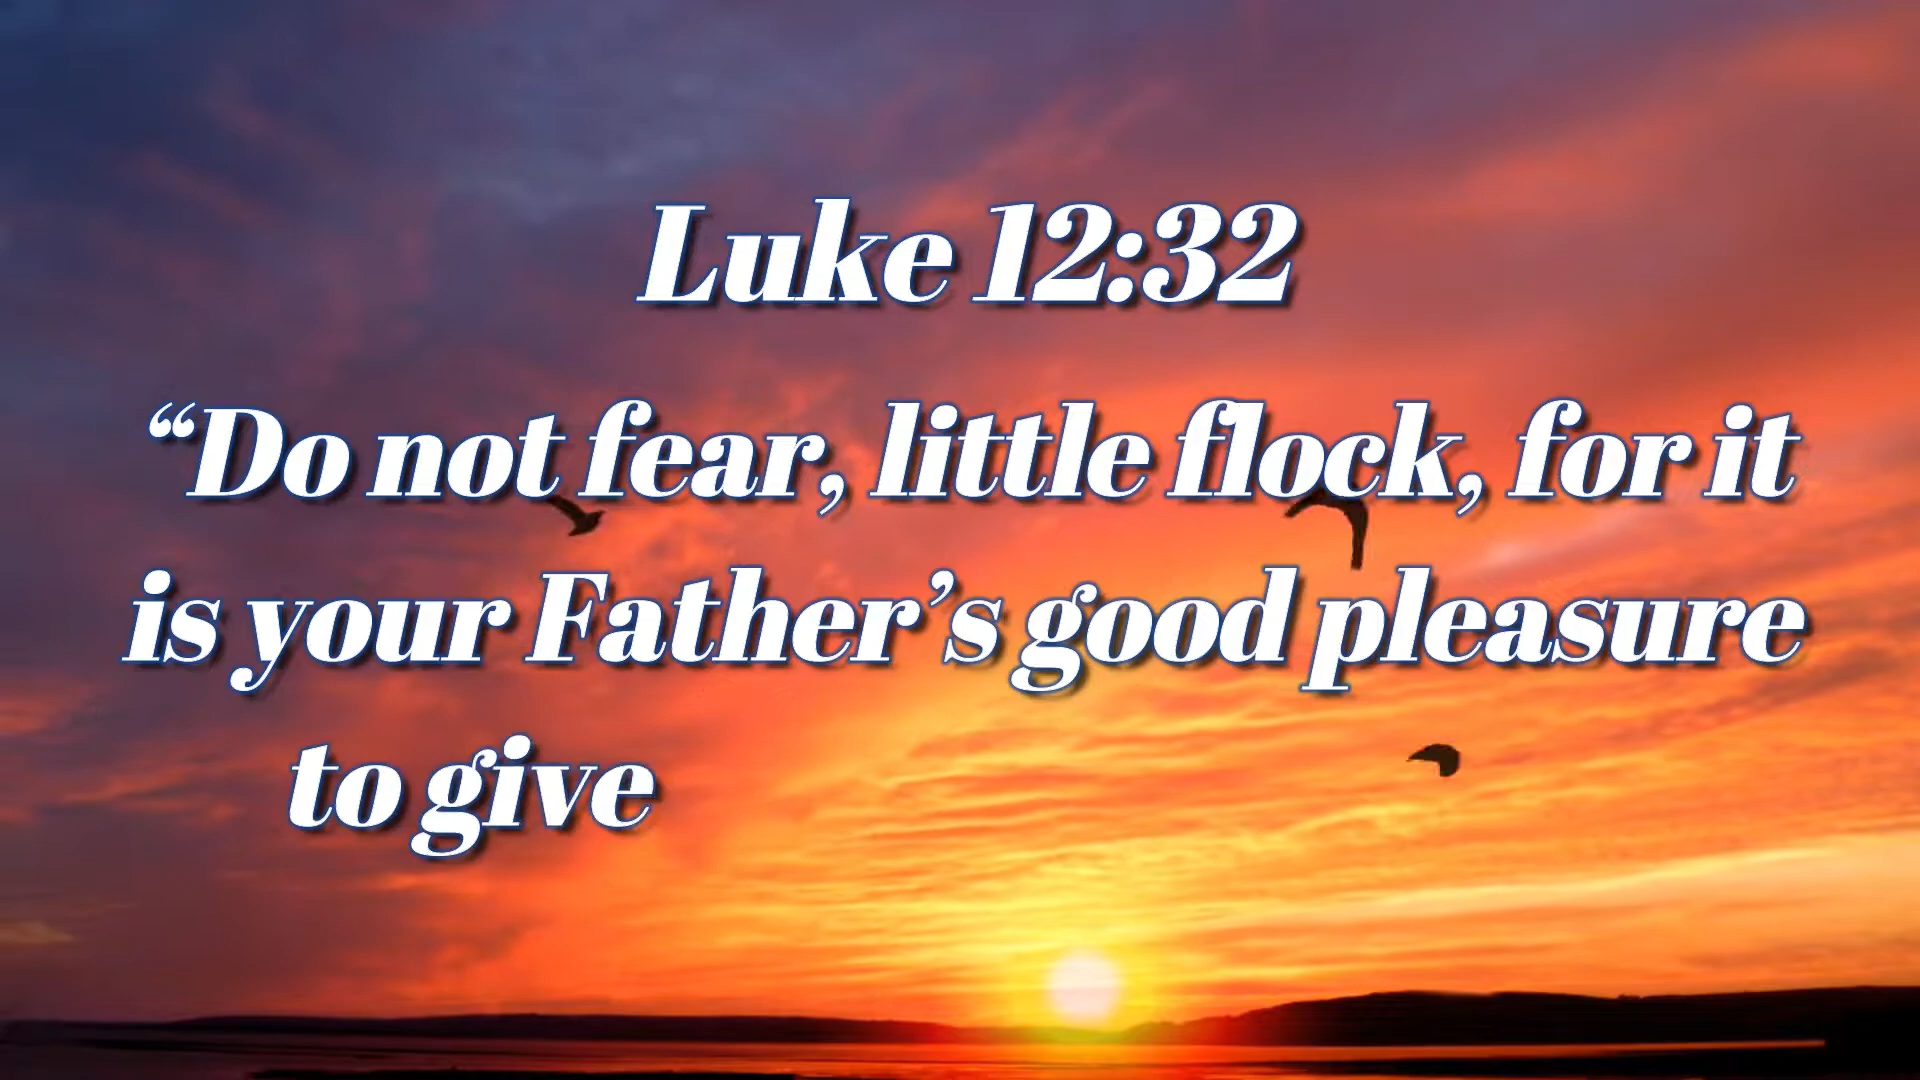 Luke 12:32
“Do not fear, little flock, for it
is your Father’s good pleasure
to give